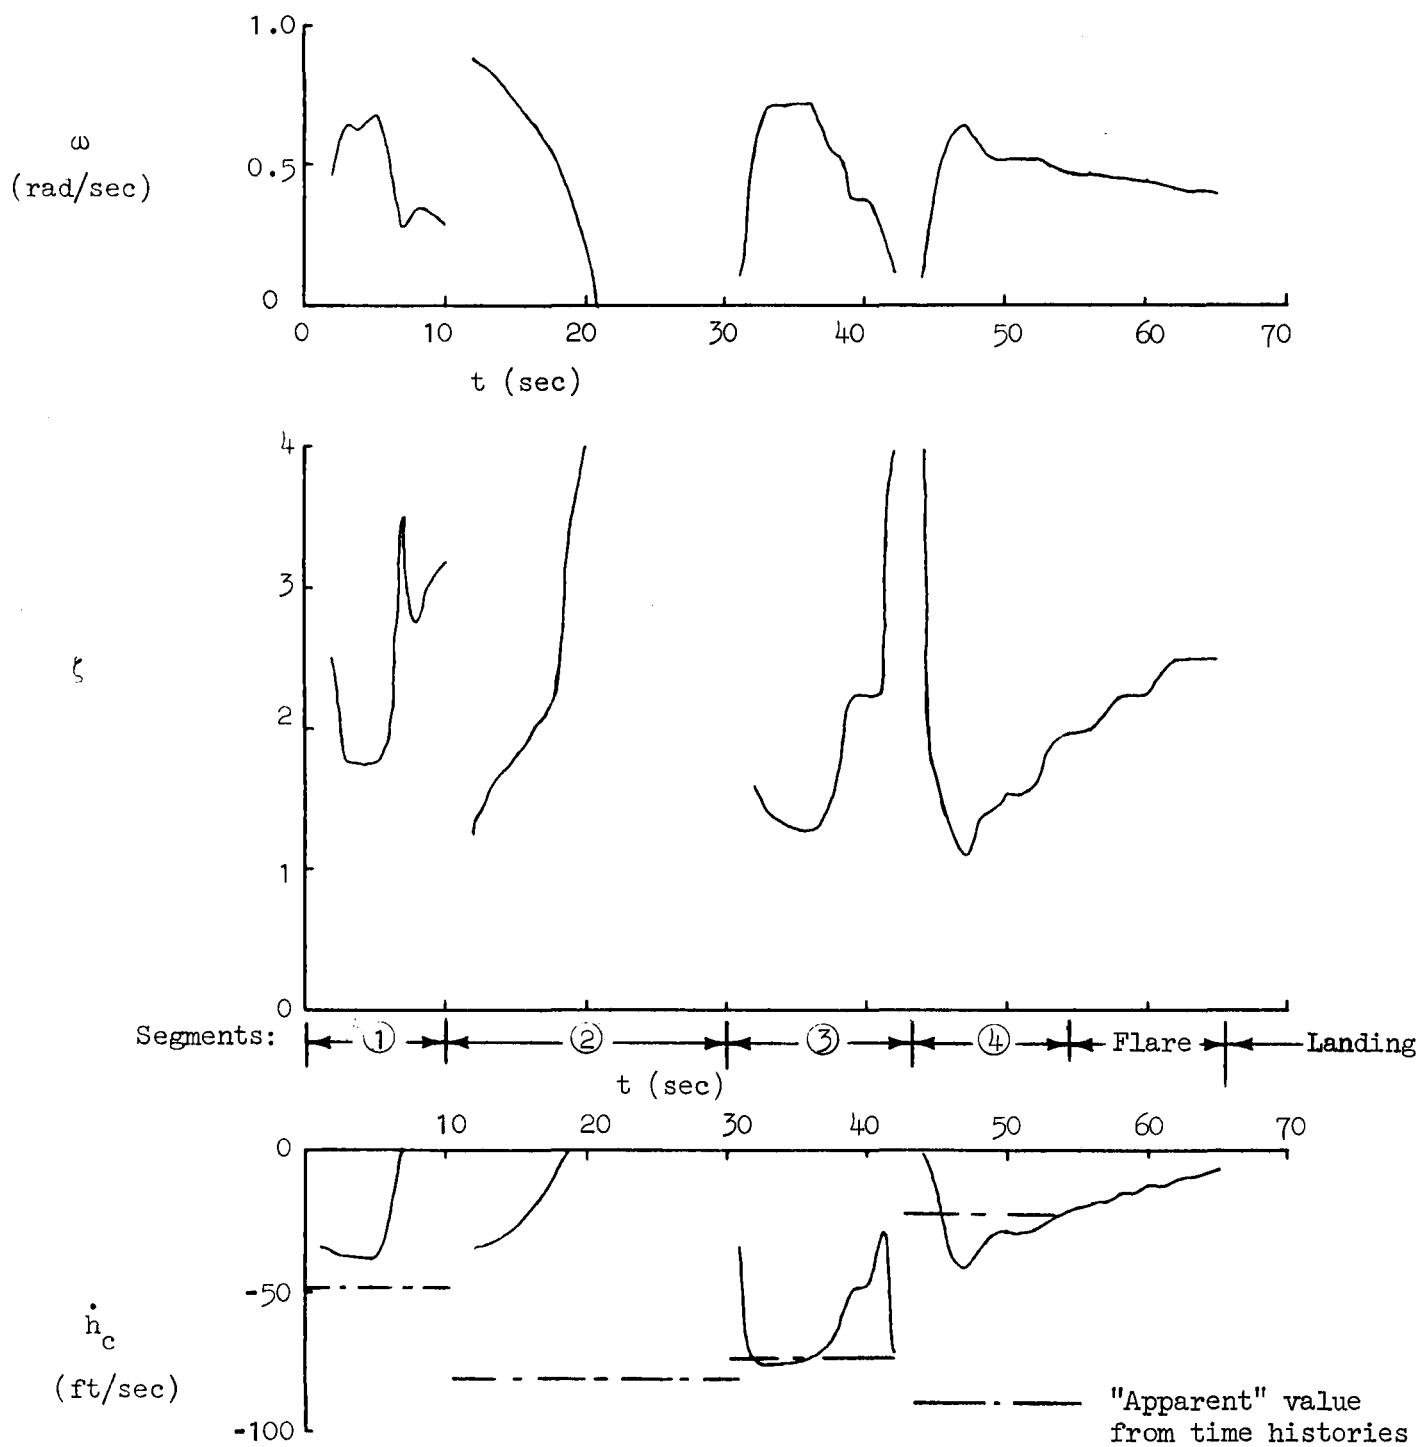 1.0
ω
(rad/sec)
0.5
0
0 10 20 30 40 50 60 70
t (sec)
4
3
ζ
2
1
0
Segments: ① ② ③ ④ Flare Landing
t (sec)
10 20 30 40 50 60 70
0
-50
ḣc
(ft/sec)
-100
"Apparent" value
from time histories